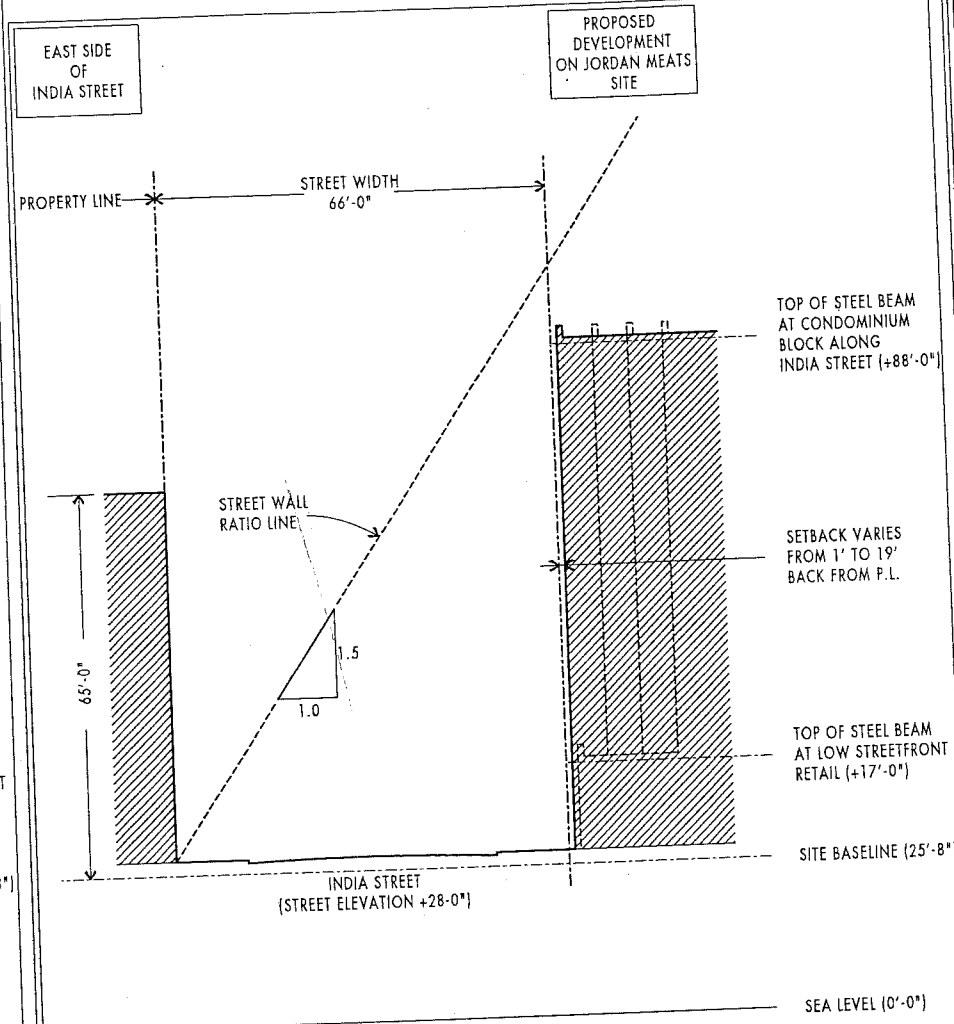 EAST SIDE
OF
INDIA STREET
PROPOSED
DEVELOPMENT
ON JORDAN MEATS
SITE
PROPERTY LINE
STREET WIDTH
66'-0"
TOP OF STEEL BEAM
AT CONDOMINIUM
BLOCK ALONG
INDIA STREET (+88'-0")
STREET WALL
RATIO LINE
SETBACK VARIES
FROM 1' TO 19'
BACK FROM P.L.
65'-0"
1.5
1.0
TOP OF STEEL BEAM
AT LOW STREETFRONT
RETAIL (+17'-0")
SITE BASELINE (25'-8"
INDIA STREET
(STREET ELEVATION +28-0")
SEA LEVEL (0'-0")